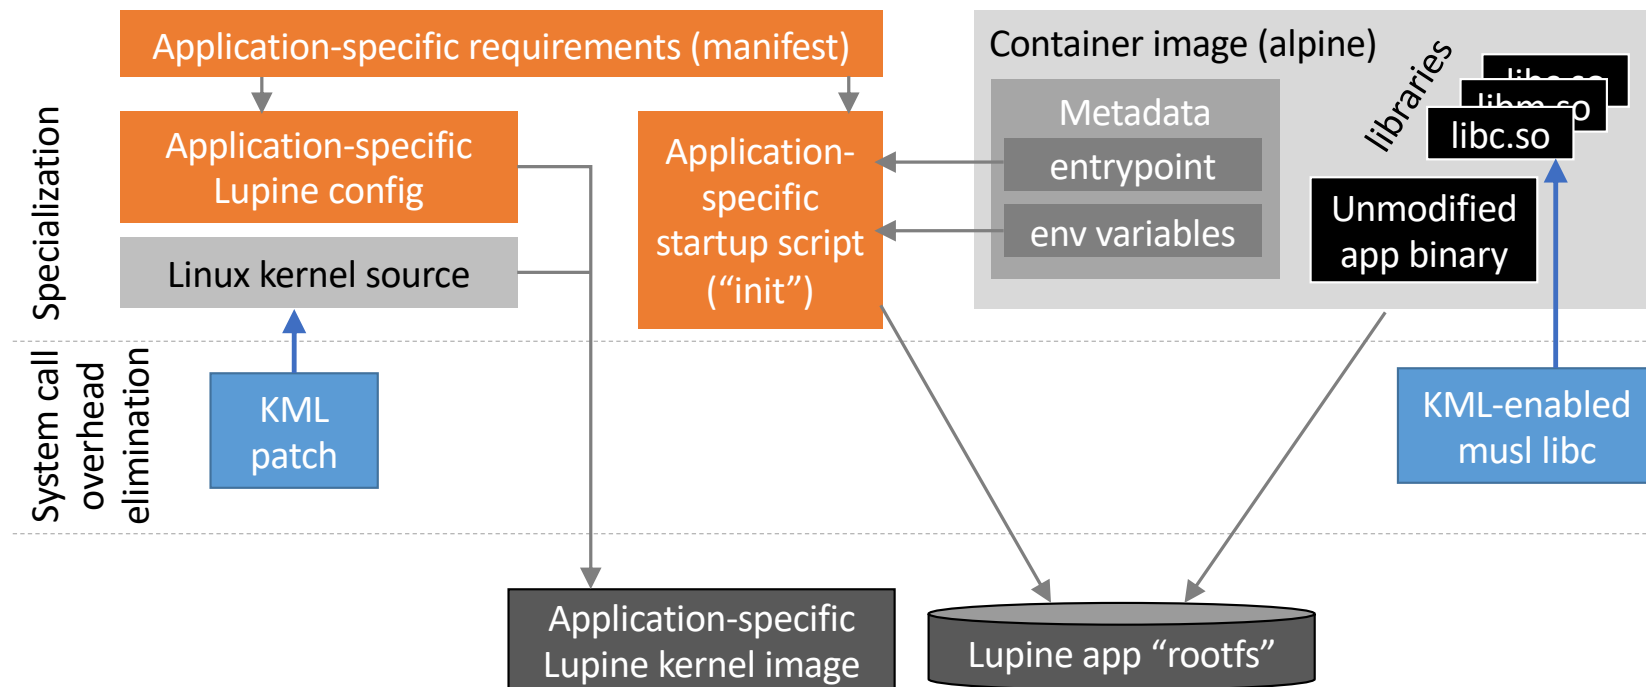 Application-specific requirements (manifest)
Application-specific
Lupine config
Linux kernel source
Application-
specific
startup script
(“init”)
Container image (alpine)
Metadata
entrypoint
env variables
libraries
libm.so
libc.so
Unmodified
app binary
Specialization
System call
overhead
elimination
KML
patch
KML-enabled
musl libc
Application-specific
Lupine kernel image
Lupine app “rootfs”